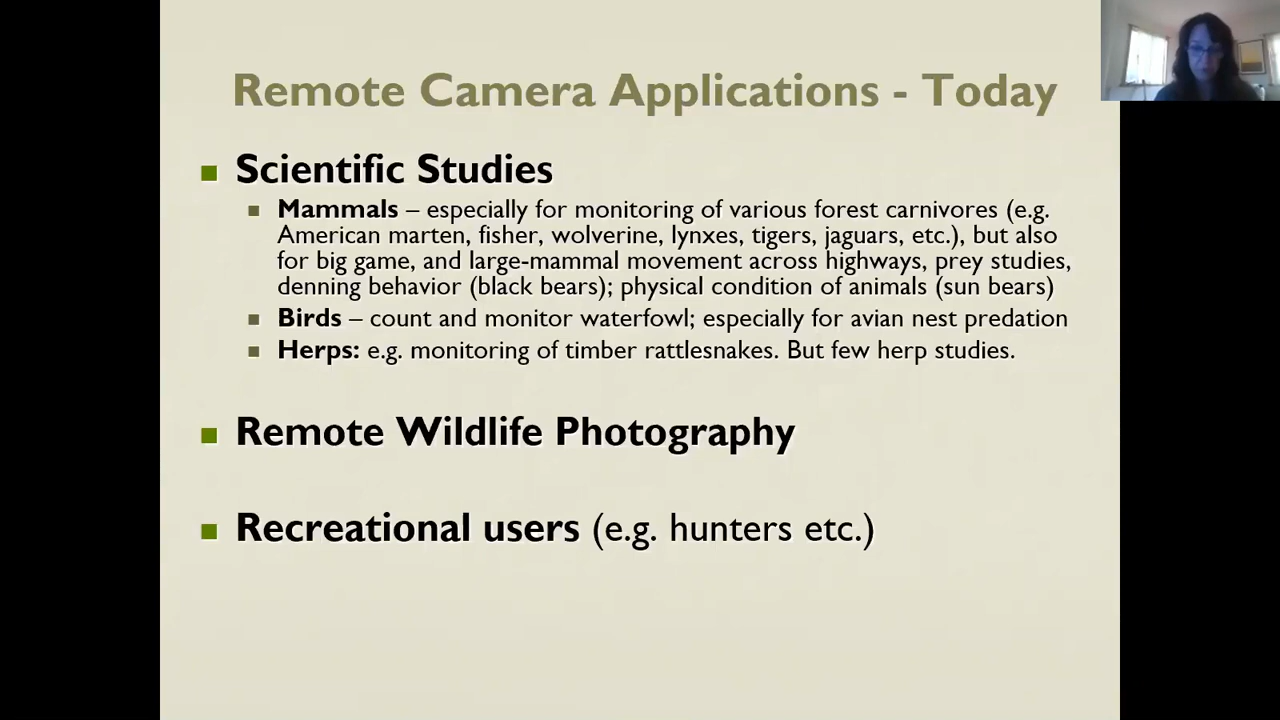 Remote Camera Applications - Today
Scientific Studies
Mammals – especially for monitoring of various forest carnivores (e.g.
American marten, fisher, wolverine, lynxes, tigers, jaguars, etc.), but also
for big game, and large-mammal movement across highways, prey studies,
denning behavior (black bears); physical condition of animals (sun bears)
Birds – count and monitor waterfowl; especially for avian nest predation
Herps: e.g. monitoring of timber rattlesnakes. But few herp studies.
Remote Wildlife Photography
Recreational users (e.g. hunters etc.)